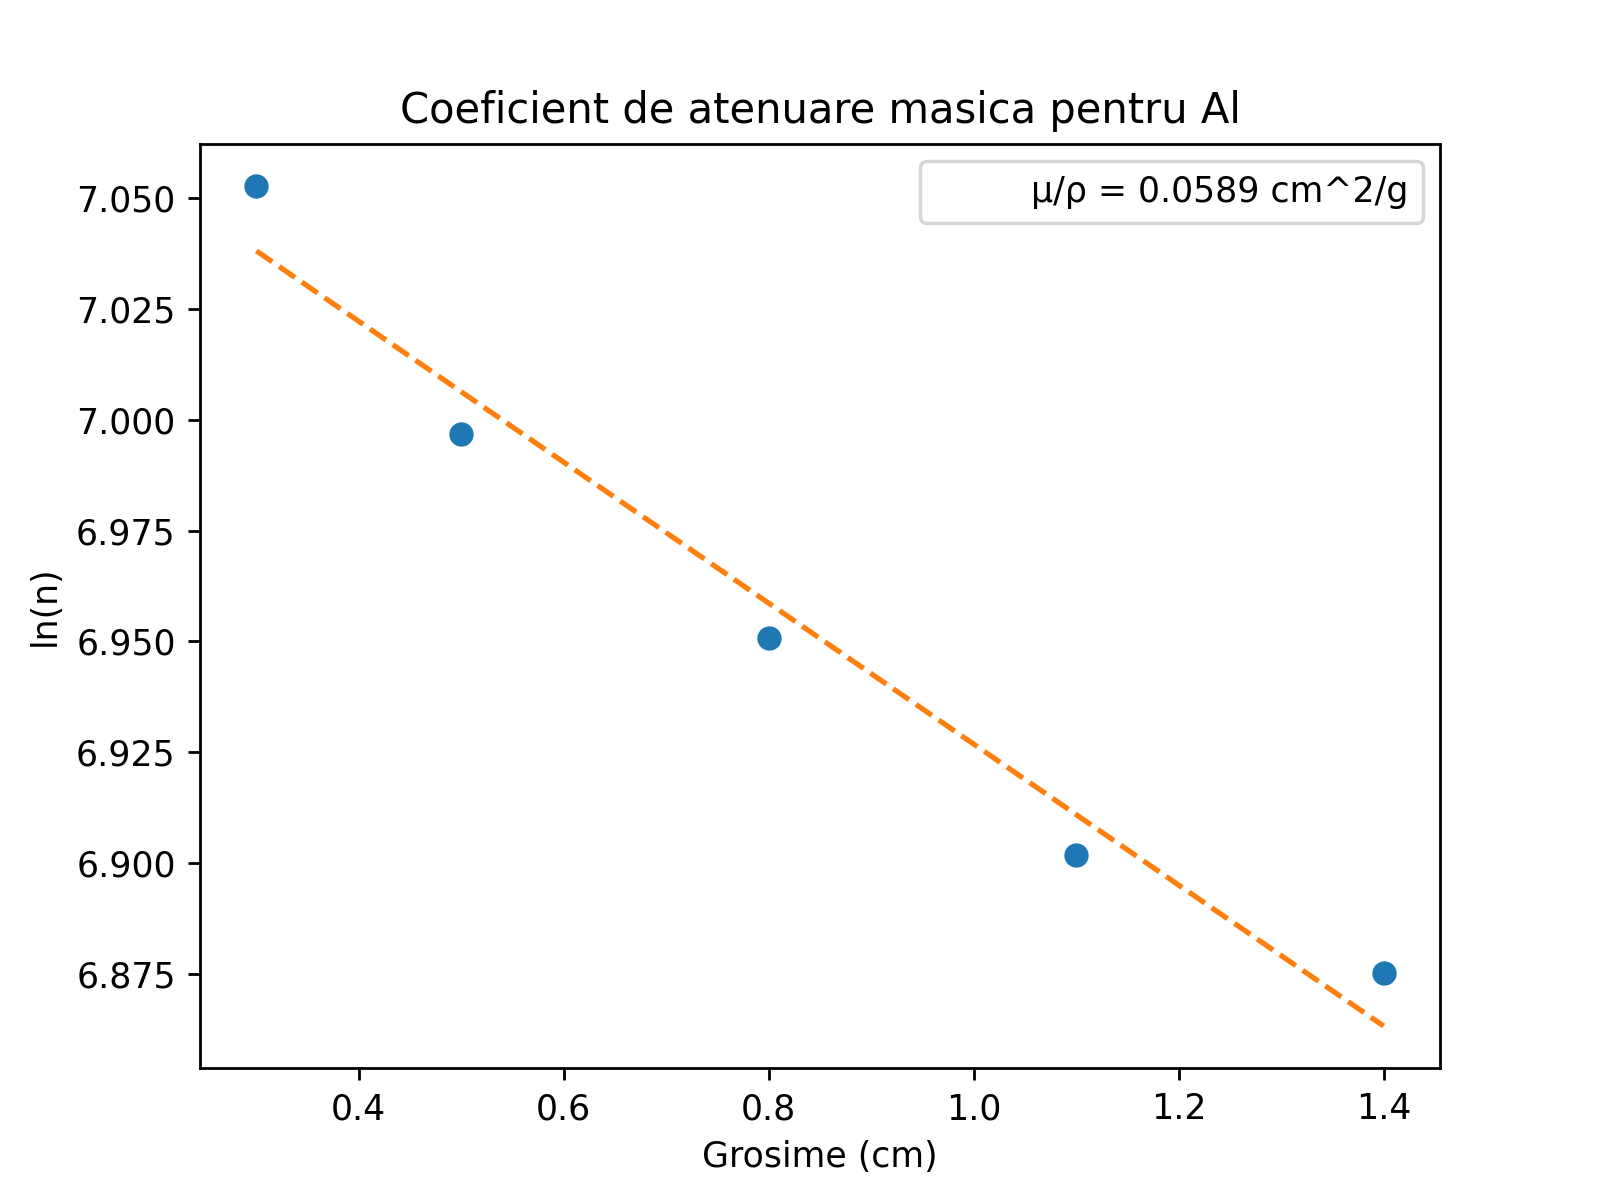 Coeficient de atenuare masica pentru Al
μ/ρ = 0.0589 cm^2/g
ln(n)
7.050
7.025
7.000
6.975
6.950
6.925
6.900
6.875
0.4 0.6 0.8 1.0 1.2 1.4
Grosime (cm)